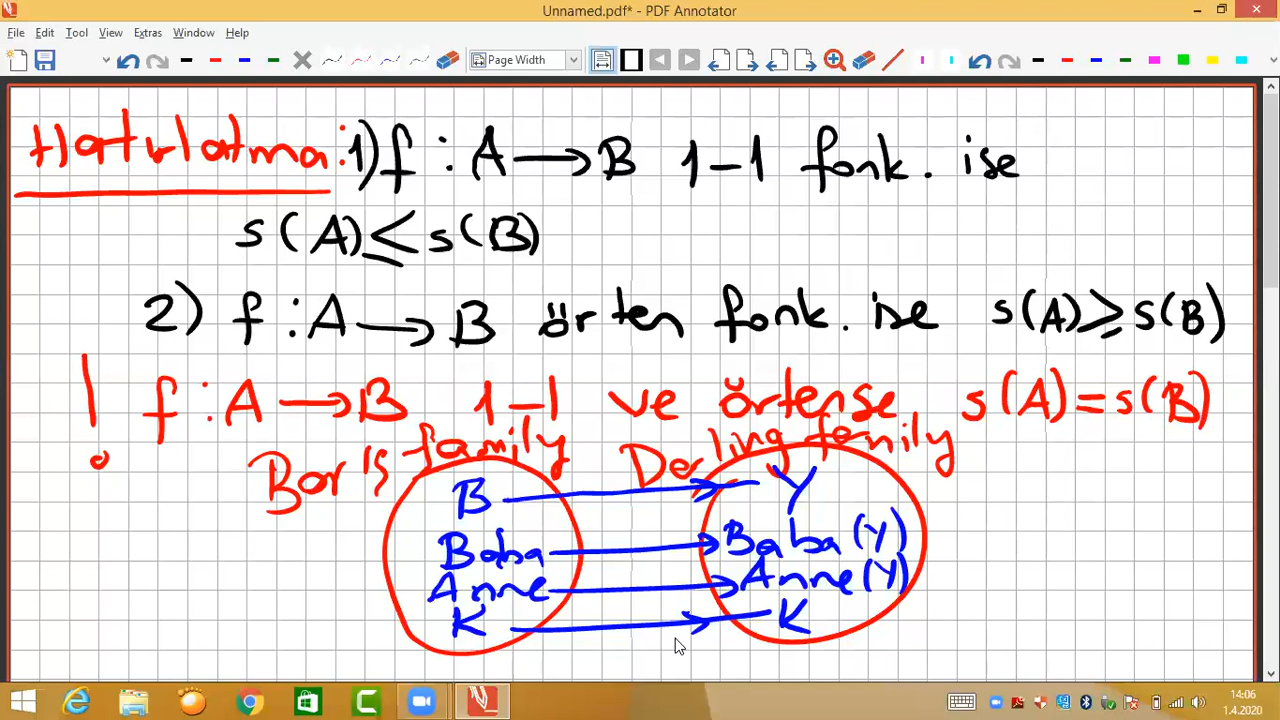 Unnamed.pdf* - PDF Annotator
File Edit Tool View Extras Window Help
Page Width
Hatırlatma: 1) f : A → B 1-1 fonk. ise
s(A) ≤ s(B)
2) f : A → B örten fonk. ise s(A) ≥ s(B)
! f : A → B 1-1 ve örtense, s(A) = s(B)
Bor's family Derling family
B → Y
Baba → Baba (Y)
Anne → Anne (Y)
K → K
14:06
1.4.2020